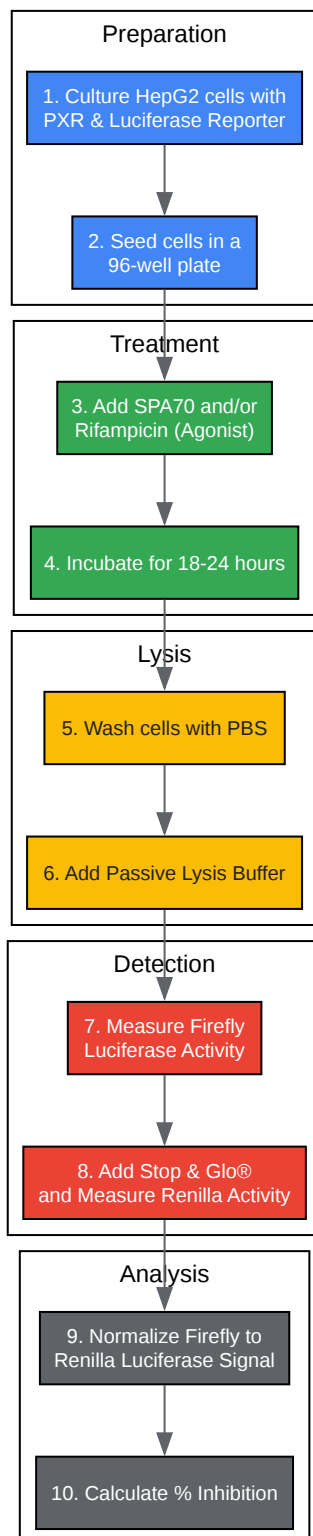 Preparation
1. Culture HepG2 cells with
PXR & Luciferase Reporter
2. Seed cells in a
96-well plate
Treatment
3. Add SPA70 and/or
Rifampicin (Agonist)
4. Incubate for 18-24 hours
Lysis
5. Wash cells with PBS
6. Add Passive Lysis Buffer
Detection
7. Measure Firefly
Luciferase Activity
8. Add Stop & Glo®
and Measure Renilla Activity
Analysis
9. Normalize Firefly to
Renilla Luciferase Signal
10. Calculate % Inhibition